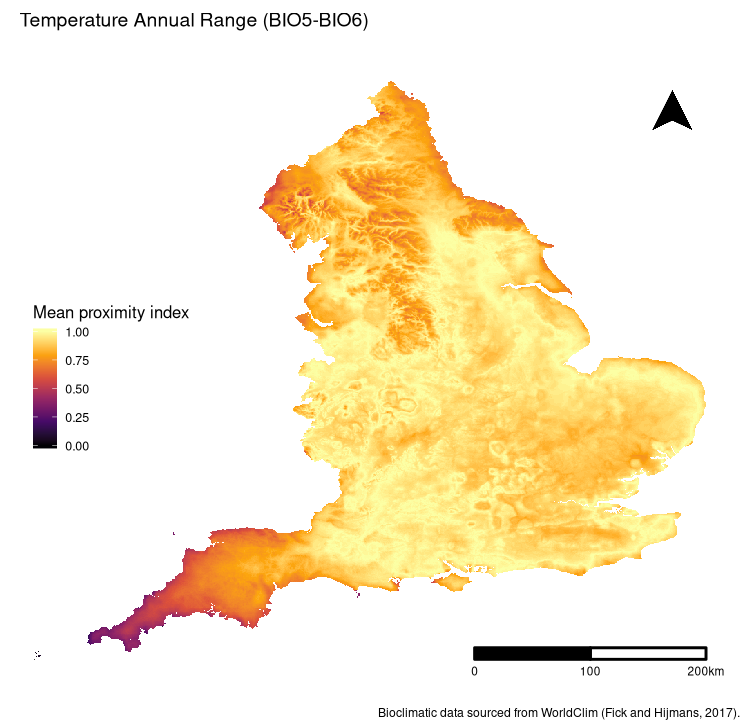 Temperature Annual Range (BIO5-BIO6)
Mean proximity index
1.00
0.75
0.50
0.25
0.00
0 100 200km
Bioclimatic data sourced from WorldClim (Fick and Hijmans, 2017).